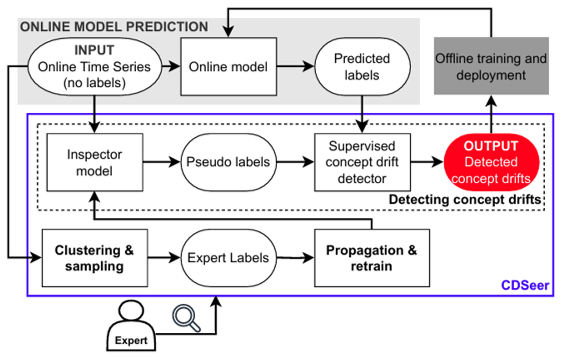 ONLINE MODEL PREDICTION
INPUT
Online Time Series
(no labels)
Online model
Predicted
labels
Offline training and
deployment
Inspector
model
Pseudo labels
Supervised
concept drift
detector
OUTPUT
Detected
concept drifts
Detecting concept drifts
Clustering &
sampling
Expert Labels
Propagation &
retrain
CDSeer
Expert